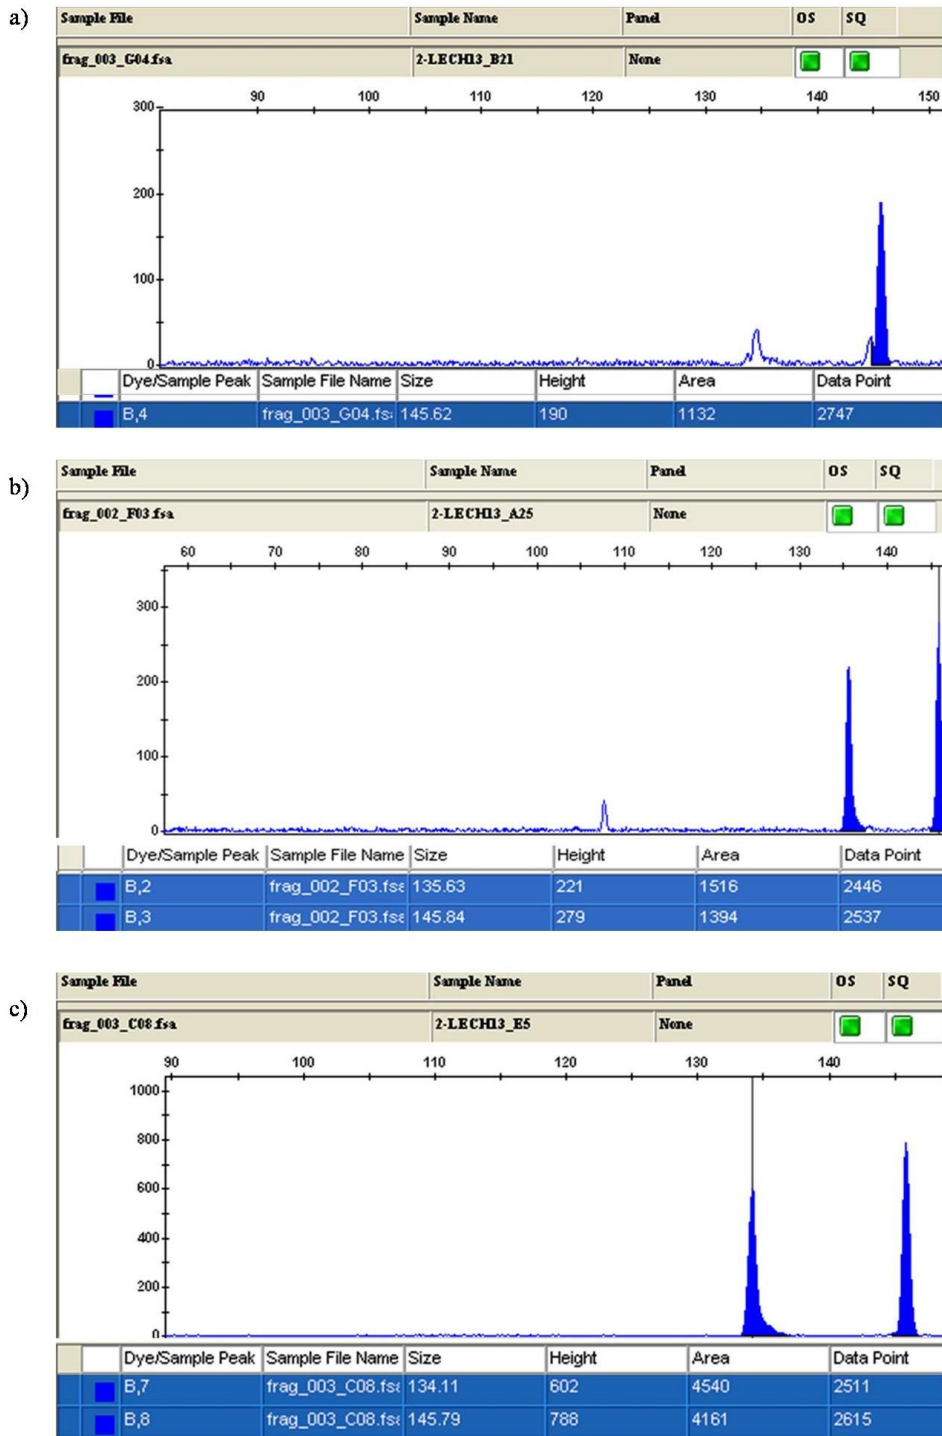 a)
Sample File Sample Name Panel OS SQ
frag_003_G04.fsa 2-LECH13_B21 None
90 100 110 120 130 140 150
300
200
100
0
Dye/Sample Peak Sample File Name Size Height Area Data Point
B,4 frag_003_G04.fsa 145.62 190 1132 2747
b)
Sample File Sample Name Panel OS SQ
frag_002_F03.fsa 2-LECH13_A25 None
60 70 80 90 100 110 120 130 140
300
200
100
0
Dye/Sample Peak Sample File Name Size Height Area Data Point
B,2 frag_002_F03.fsa 135.63 221 1516 2446
B,3 frag_002_F03.fsa 145.84 279 1394 2537
c)
Sample File Sample Name Panel OS SQ
frag_003_C08.fsa 2-LECH13_E5 None
90 100 110 120 130 140
1000
800
600
400
200
0
Dye/Sample Peak Sample File Name Size Height Area Data Point
B,7 frag_003_C08.fs 134.11 602 4540 2511
B,8 frag_003_C08.fs 145.79 788 4161 2615